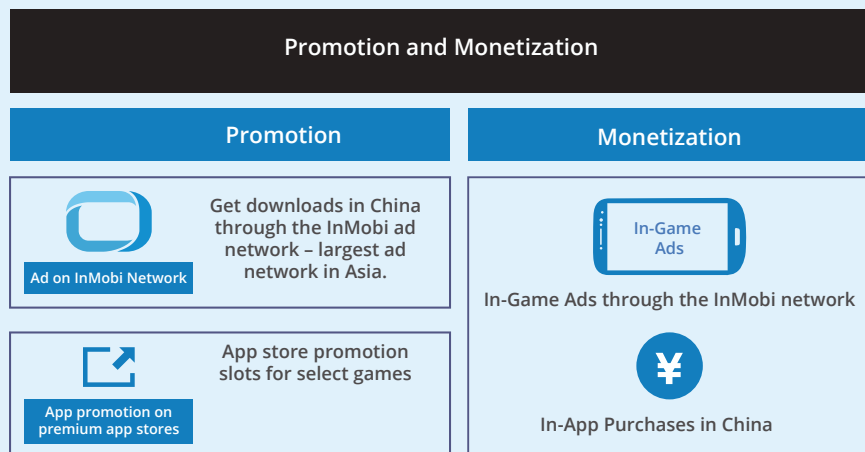 Promotion and Monetization
Promotion
Ad on InMobi Network
Get downloads in China
through the InMobi ad
network – largest ad
network in Asia.
App promotion on
premium app stores
App store promotion
slots for select games
Monetization
In-Game
Ads
In-Game Ads through the InMobi network
¥
In-App Purchases in China